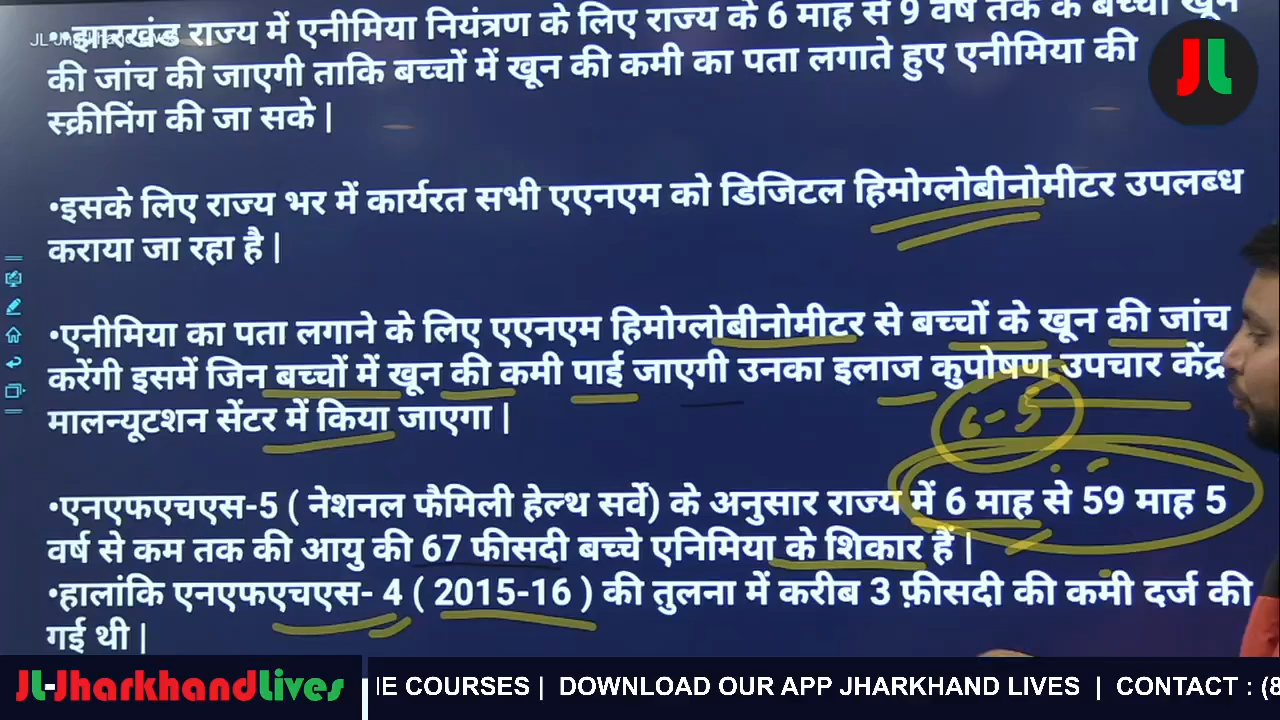 •झारखंड राज्य में एनीमिया नियंत्रण के लिए राज्य के 6 माह से 9 वर्ष तक के बच्चों खून
की जांच की जाएगी ताकि बच्चों में खून की कमी का पता लगाते हुए एनीमिया की
स्क्रीनिंग की जा सके |
JL
•इसके लिए राज्य भर में कार्यरत सभी एएनएम को डिजिटल हिमोग्लोबीनोमीटर उपलब्ध
कराया जा रहा है |
•एनीमिया का पता लगाने के लिए एएनएम हिमोग्लोबीनोमीटर से बच्चों के खून की जांच
करेंगी इसमें जिन बच्चों में खून की कमी पाई जाएगी उनका इलाज कुपोषण उपचार केंद्र
मालन्यूटशन सेंटर में किया जाएगा |
6-5
•एनएफएचएस-5 ( नेशनल फैमिली हेल्थ सर्वे) के अनुसार राज्य में 6 माह से 59 माह 5
वर्ष से कम तक की आयु की 67 फीसदी बच्चे एनिमिया के शिकार हैं |
•हालांकि एनएफएचएस- 4 ( 2015-16 ) की तुलना में करीब 3 फ़ीसदी की कमी दर्ज की
गई थी |
JL-JharkhandLives
COURSES | DOWNLOAD OUR APP JHARKHAND LIVES | CONTACT : (8